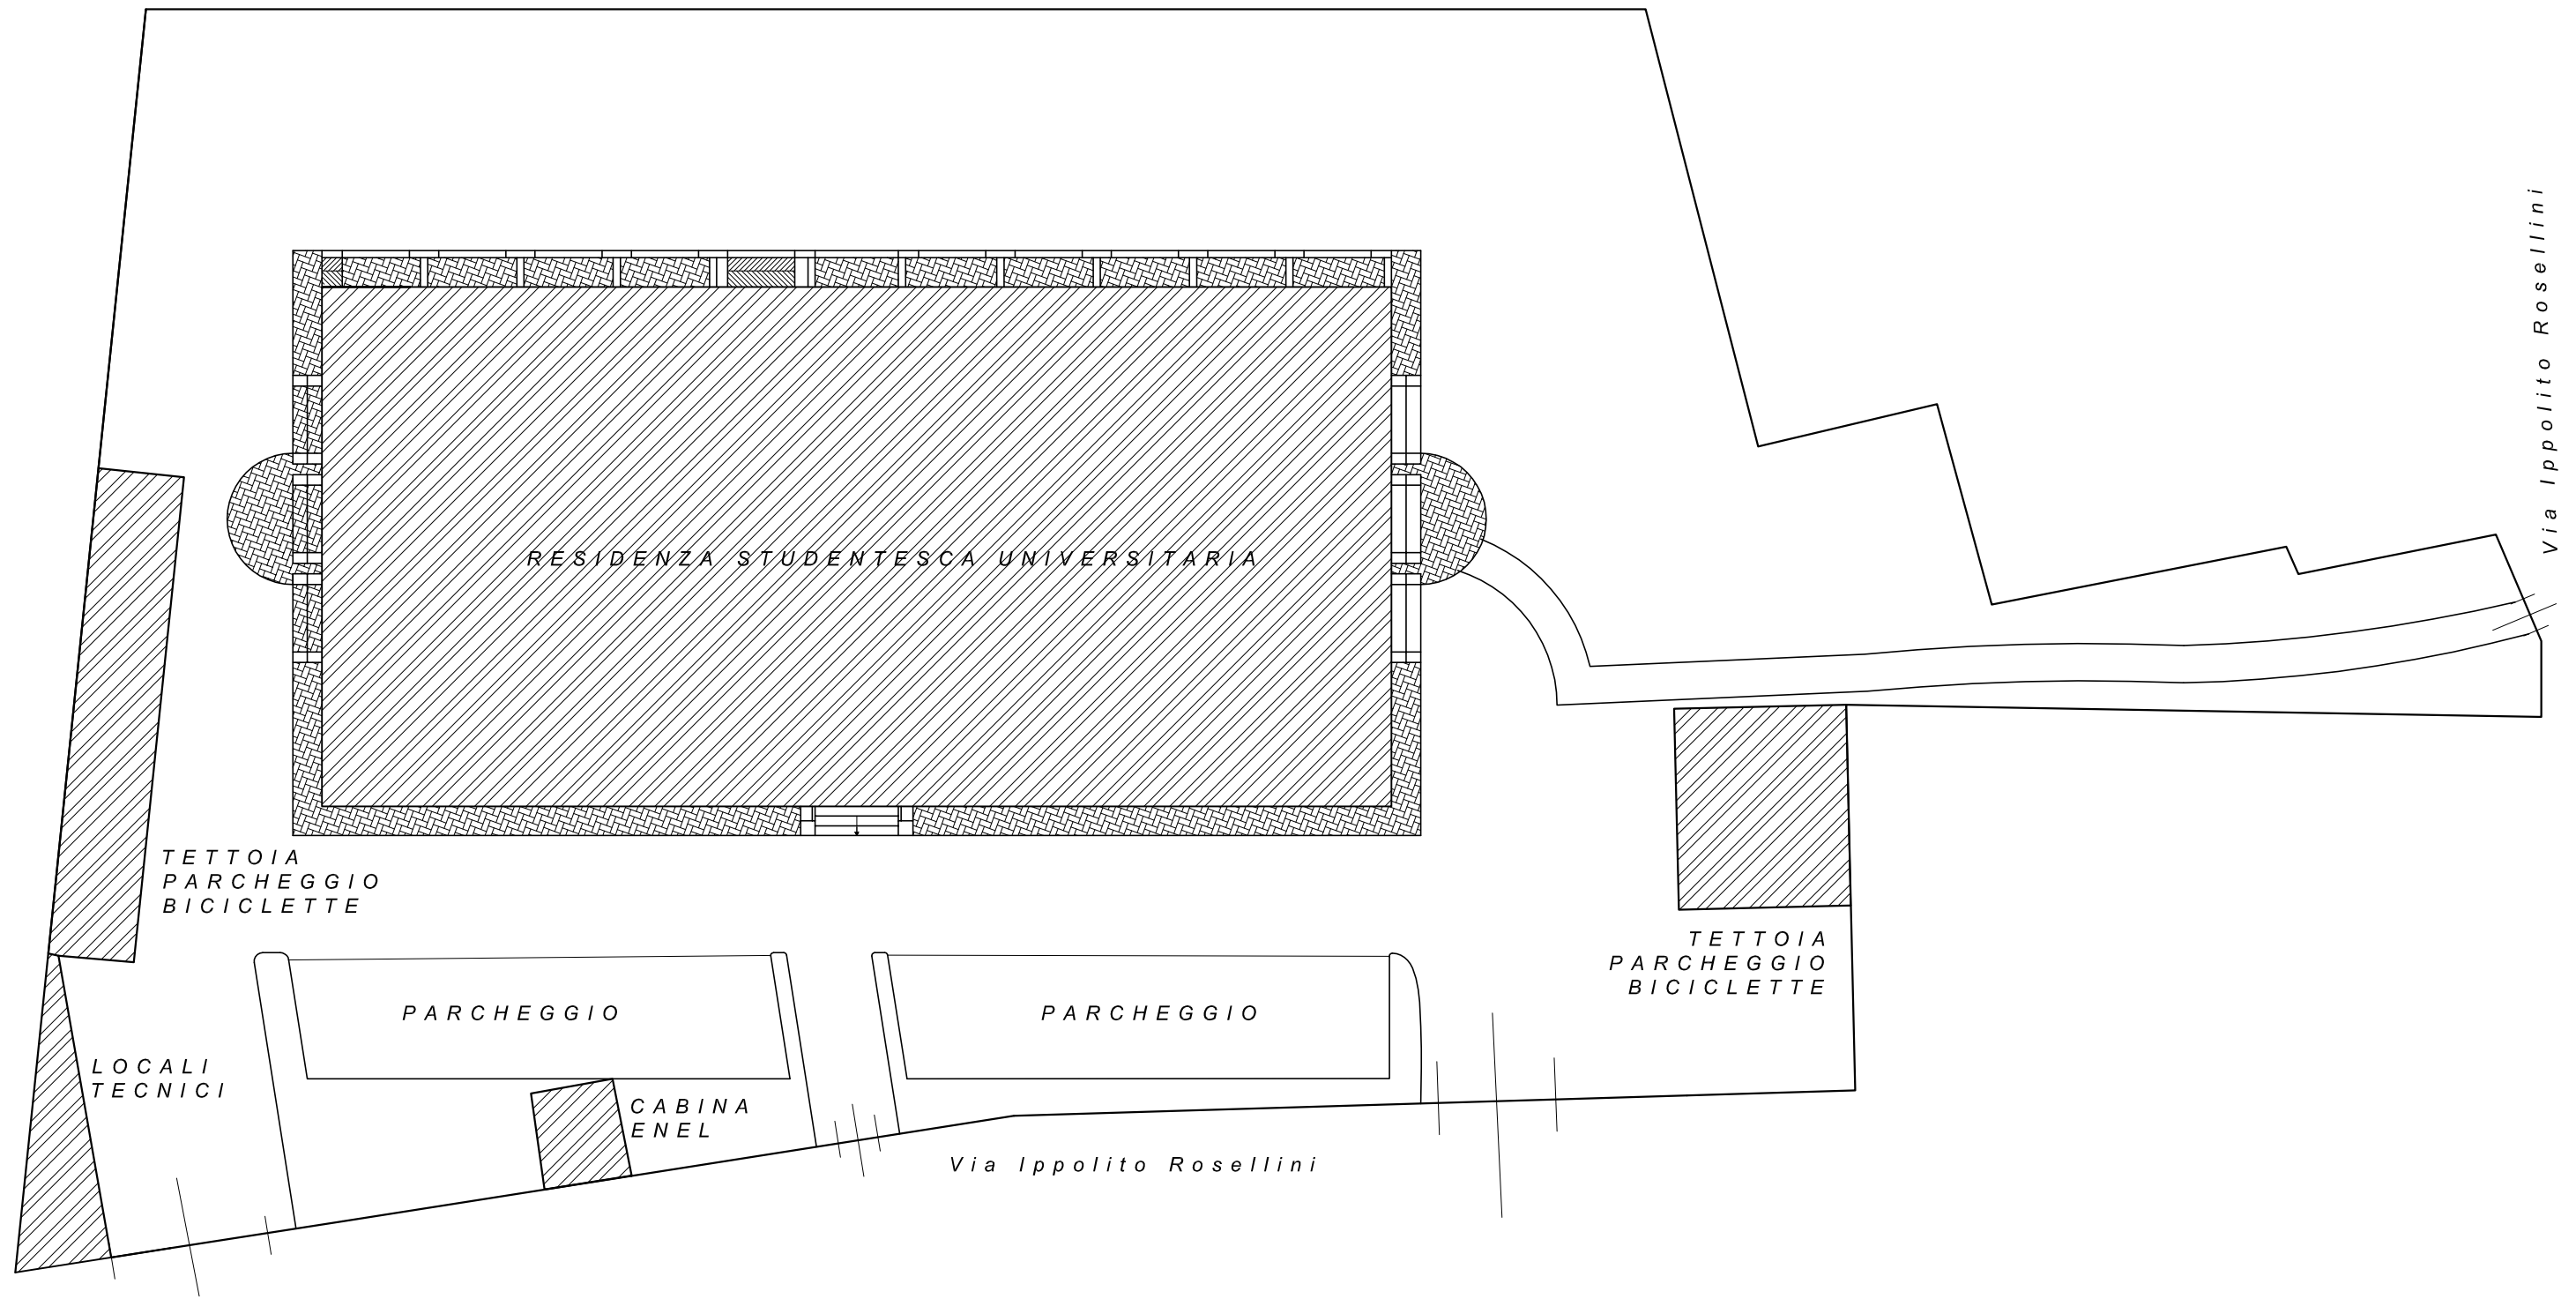 Via Ippolito Rosellini
RESIDENZA STUDENTESCA UNIVERSITARIA
TETTOIA
PARCHEGGIO
BICICLETTE
TETTOIA
PARCHEGGIO
BICICLETTE
PARCHEGGIO
PARCHEGGIO
LOCALI
TECNICI
CABINA
ENEL
Via Ippolito Rosellini